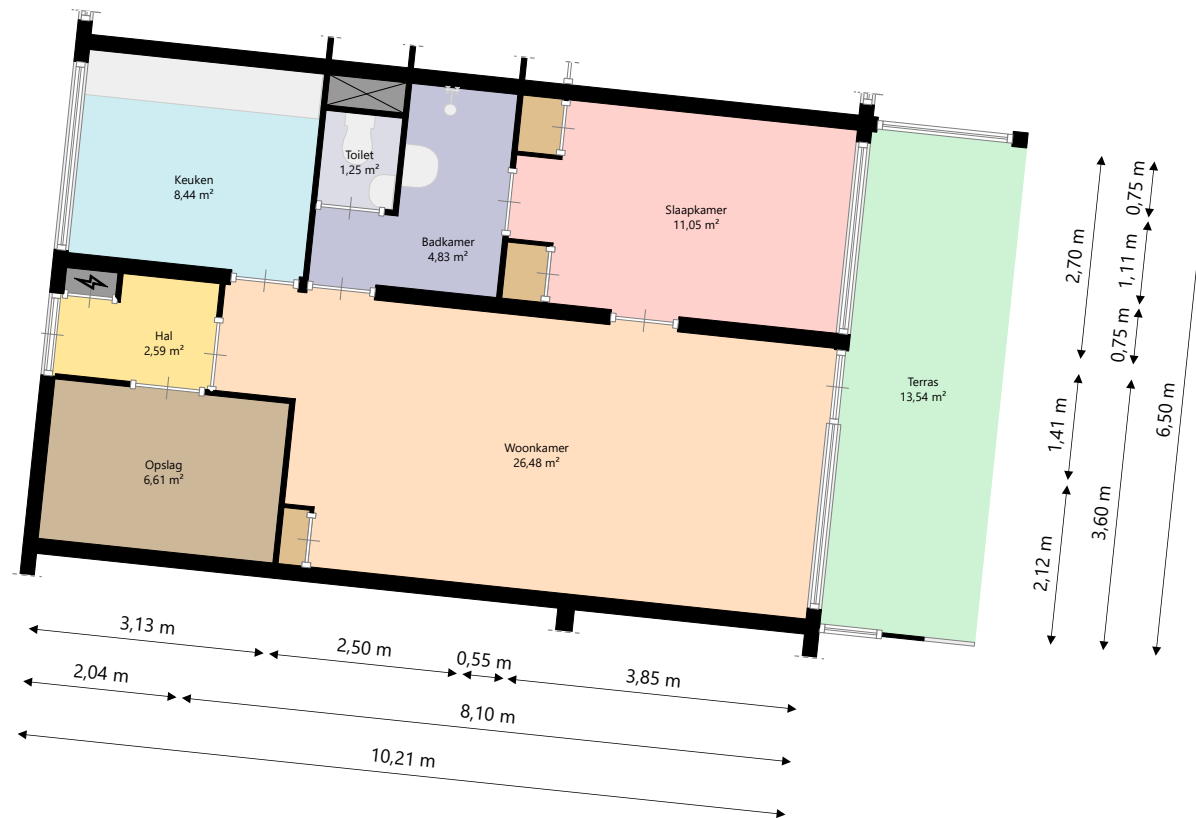 Keuken
8,44 m²
Toilet
1,25 m²
Badkamer
4,83 m²
Slaapkamer
11,05 m²
Hal
2,59 m²
Terras
13,54 m²
Woonkamer
26,48 m²
Opslag
6,61 m²
0,75 m
2,70 m
1,11 m
0,75 m
1,41 m
6,50 m
3,60 m
2,12 m
3,13 m
2,50 m
0,55 m
3,85 m
2,04 m
8,10 m
10,21 m